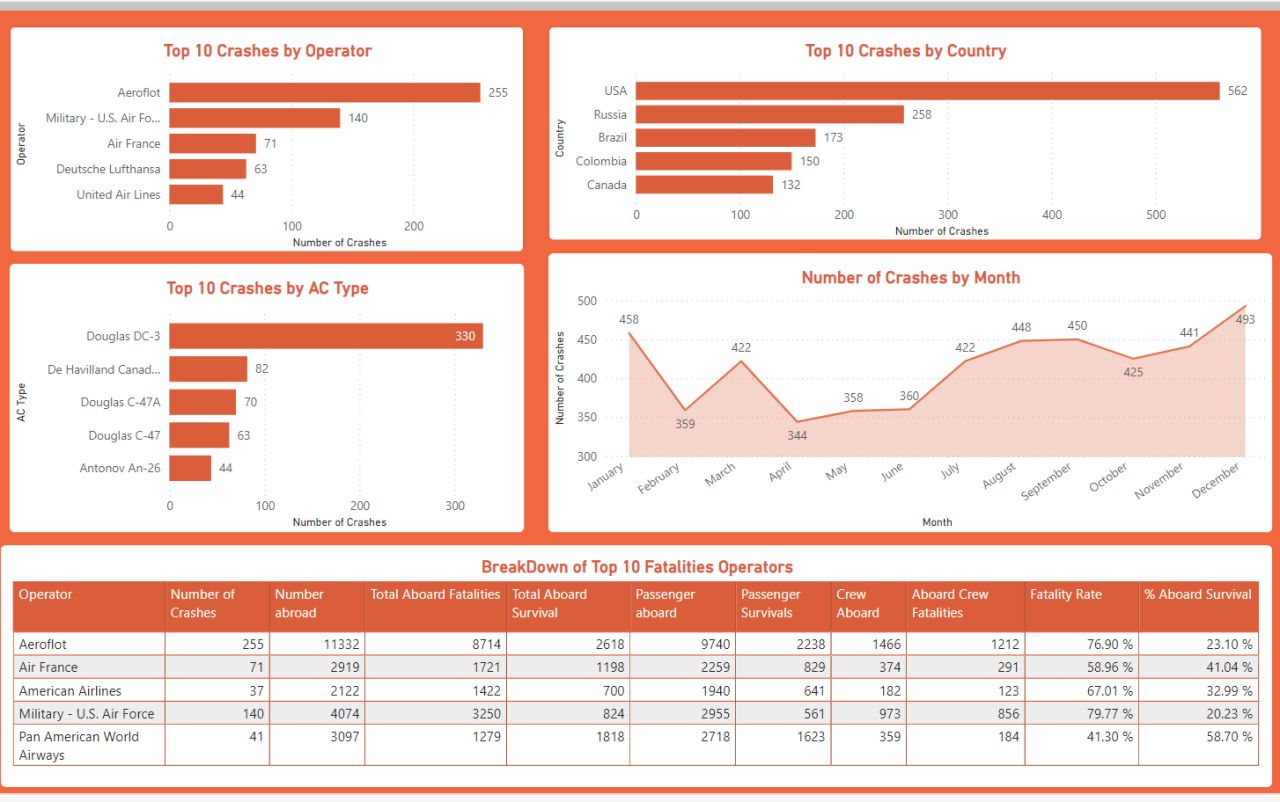 Top 10 Crashes by Operator
Operator
Aeroflot 255
Military - U.S. Air Fo... 140
Air France 71
Deutsche Lufthansa 63
United Air Lines 44
0 100 200
Number of Crashes
Top 10 Crashes by Country
Country
USA 562
Russia 258
Brazil 173
Colombia 150
Canada 132
0 100 200 300 400 500
Number of Crashes
Top 10 Crashes by AC Type
AC Type
Douglas DC-3 330
De Havilland Canad... 82
Douglas C-47A 70
Douglas C-47 63
Antonov An-26 44
0 100 200 300
Number of Crashes
Number of Crashes by Month
Number of Crashes
500
450
400
350
300
458 359 422 344 358 360 422 448 450 425 441 493
January February March April May June July August September October November December
Month
BreakDown of Top 10 Fatalities Operators
Operator Number of Crashes Number abroad Total Aboard Fatalities Total Aboard Survival Passenger aboard Passenger Survivals Crew Aboard Aboard Crew Fatalities Fatality Rate % Aboard Survival
Aeroflot 255 11332 8714 2618 9740 2238 1466 1212 76.90 % 23.10 %
Air France 71 2919 1721 1198 2259 829 374 291 58.96 % 41.04 %
American Airlines 37 2122 1422 700 1940 641 182 123 67.01 % 32.99 %
Military - U.S. Air Force 140 4074 3250 824 2955 561 973 856 79.77 % 20.23 %
Pan American World Airways 41 3097 1279 1818 2718 1623 359 184 41.30 % 58.70 %